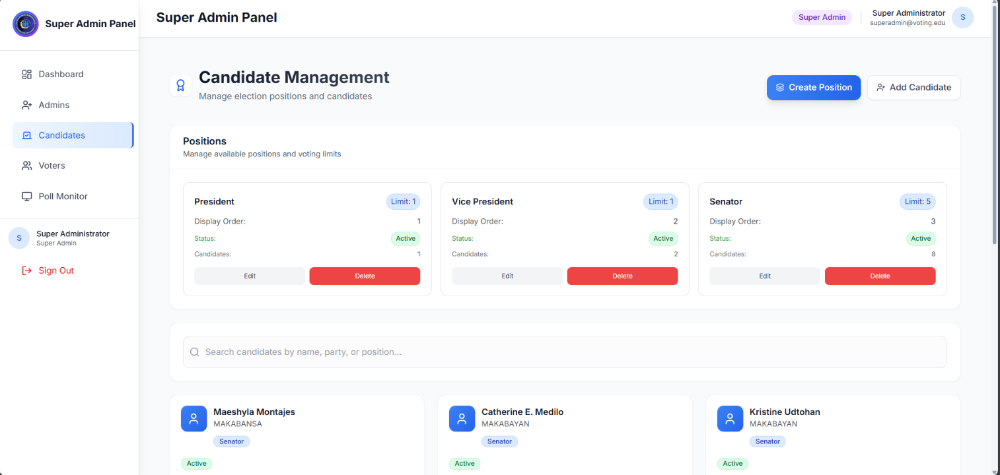 Super Admin Panel
Dashboard
Admins
Candidates
Voters
Poll Monitor
S
Super Administrator
Super Admin
Sign Out
Super Admin Panel
Super Admin
Super Administrator
superadmin@voting.edu
S
Candidate Management
Manage election positions and candidates
Create Position
Add Candidate
Positions
Manage available positions and voting limits
President
Limit: 1
Display Order: 1
Status: Active
Candidates: 1
Edit Delete
Vice President
Limit: 1
Display Order: 2
Status: Active
Candidates: 2
Edit Delete
Senator
Limit: 5
Display Order: 3
Status: Active
Candidates: 8
Edit Delete
Search candidates by name, party, or position...
Maeshyla Montajes
MAKABANSA
Senator
Active
Catherine E. Medilo
MAKABAYAN
Senator
Active
Kristine Udtohan
MAKABAYAN
Senator
Active